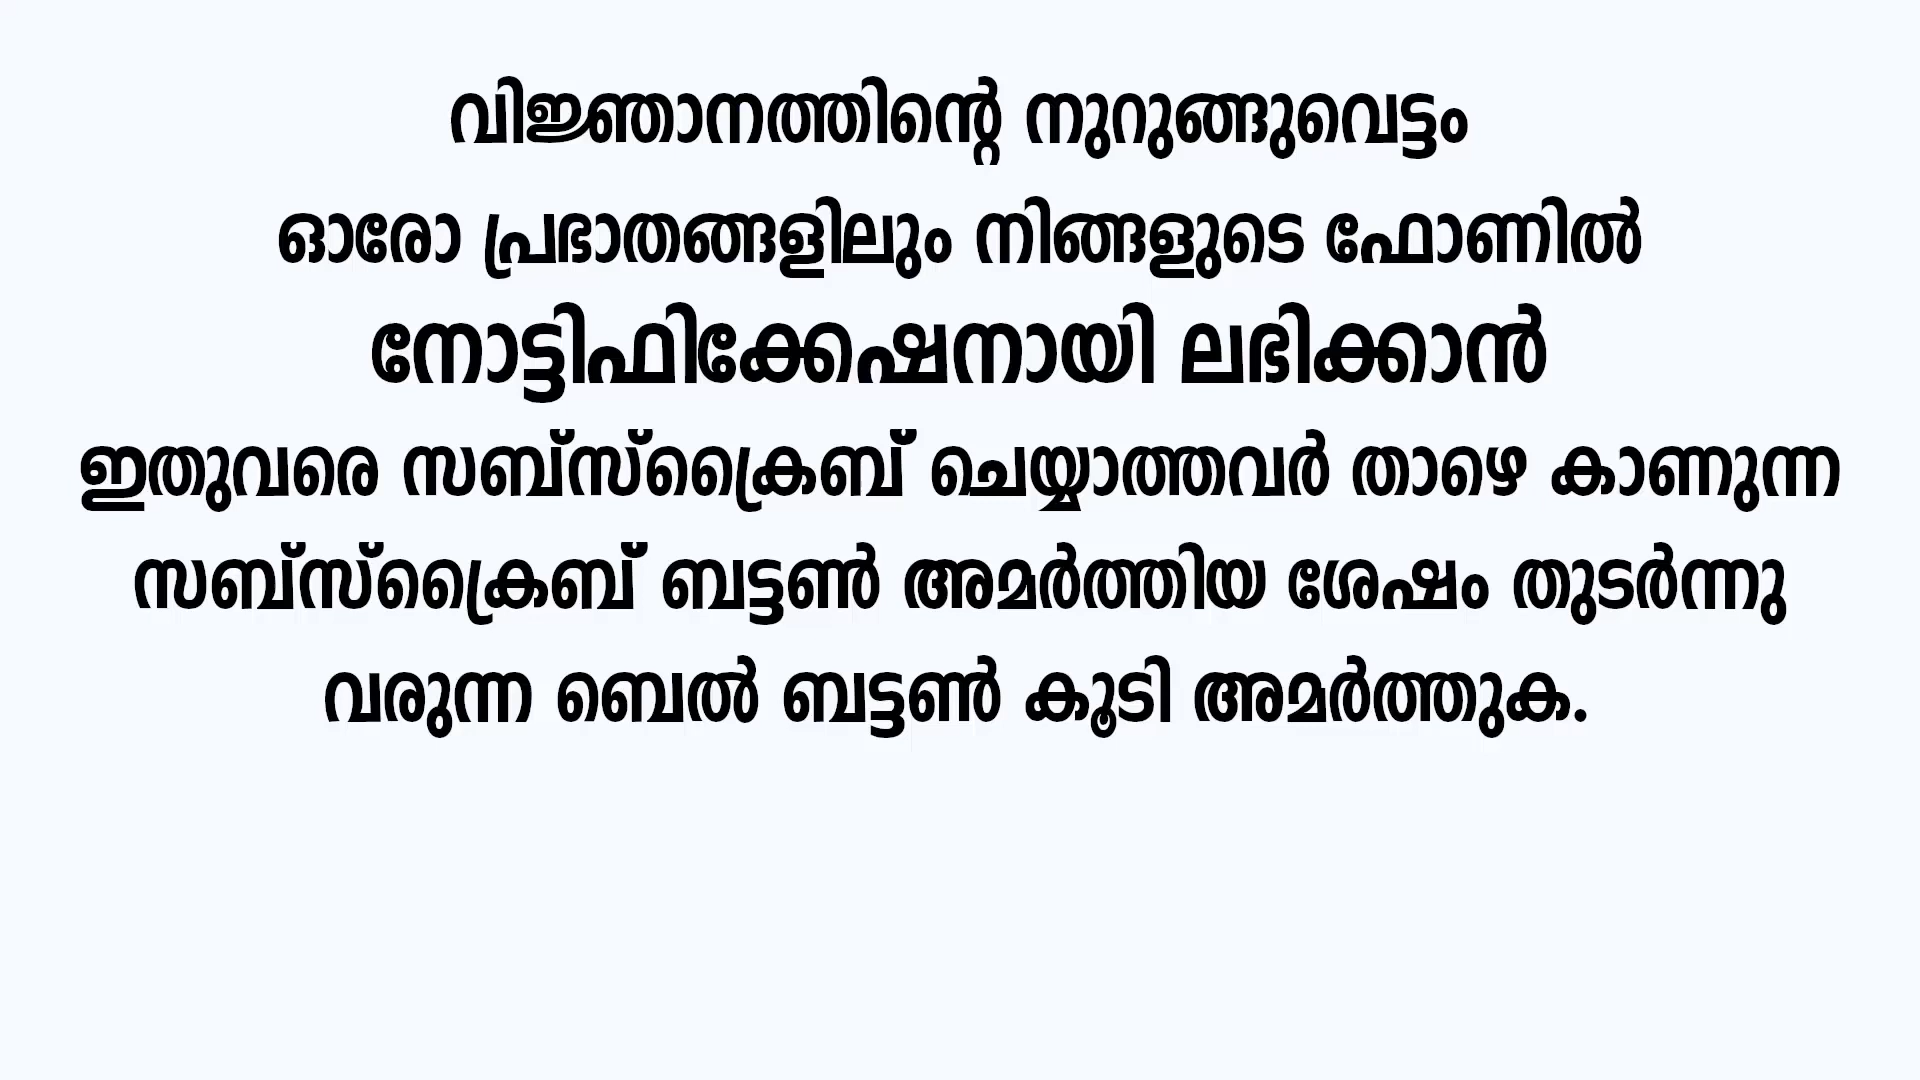 വിജ്ഞാനത്തിന്റെ നുറുങ്ങുവെട്ടം
ഓരോ പ്രഭാതങ്ങളിലും നിങ്ങളുടെ ഫോണിൽ
നോട്ടിഫിക്കേഷനായി ലഭിക്കാൻ
ഇതുവരെ സബ്സ്ക്രൈബ് ചെയ്യാത്തവർ താഴെ കാണുന്ന
സബ്സ്ക്രൈബ് ബട്ടൺ അമർത്തിയ ശേഷം തുടർന്നു
വരുന്ന ബെൽ ബട്ടൺ കൂടി അമർത്തുക.